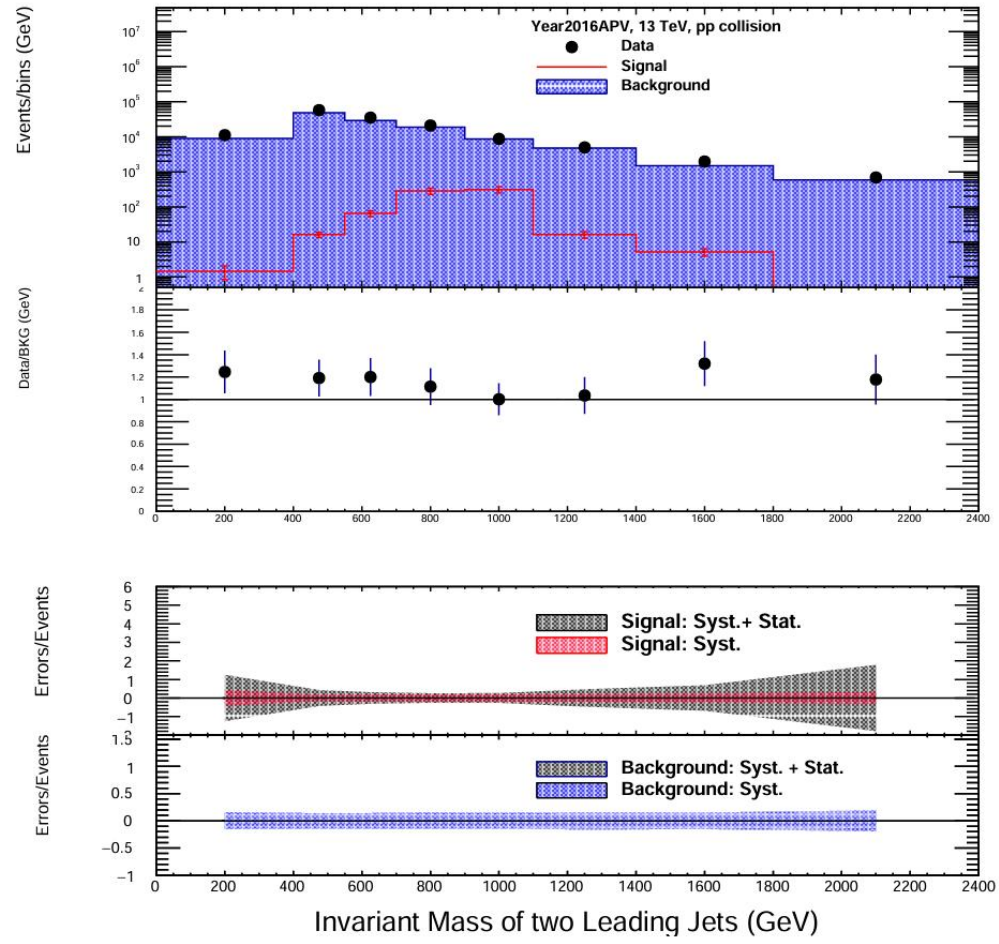 Year2016APV, 13 TeV, pp collision
Data
Signal
Background
Events/bins (GeV)
10⁷
10⁶
10⁵
10⁴
10³
10²
10
1
Data/BKG (GeV)
2
1.8
1.6
1.4
1.2
1
0.8
0.6
0.4
0.2
0
0 200 400 600 800 1000 1200 1400 1600 1800 2000 2200 2400
Errors/Events
6
5
4
3
2
1
0
−1
Signal: Syst.+ Stat.
Signal: Syst.
Errors/Events
1.5
1
0.5
0
−0.5
−1
Background: Syst. + Stat.
Background: Syst.
0 200 400 600 800 1000 1200 1400 1600 1800 2000 2200 2400
Invariant Mass of two Leading Jets (GeV)